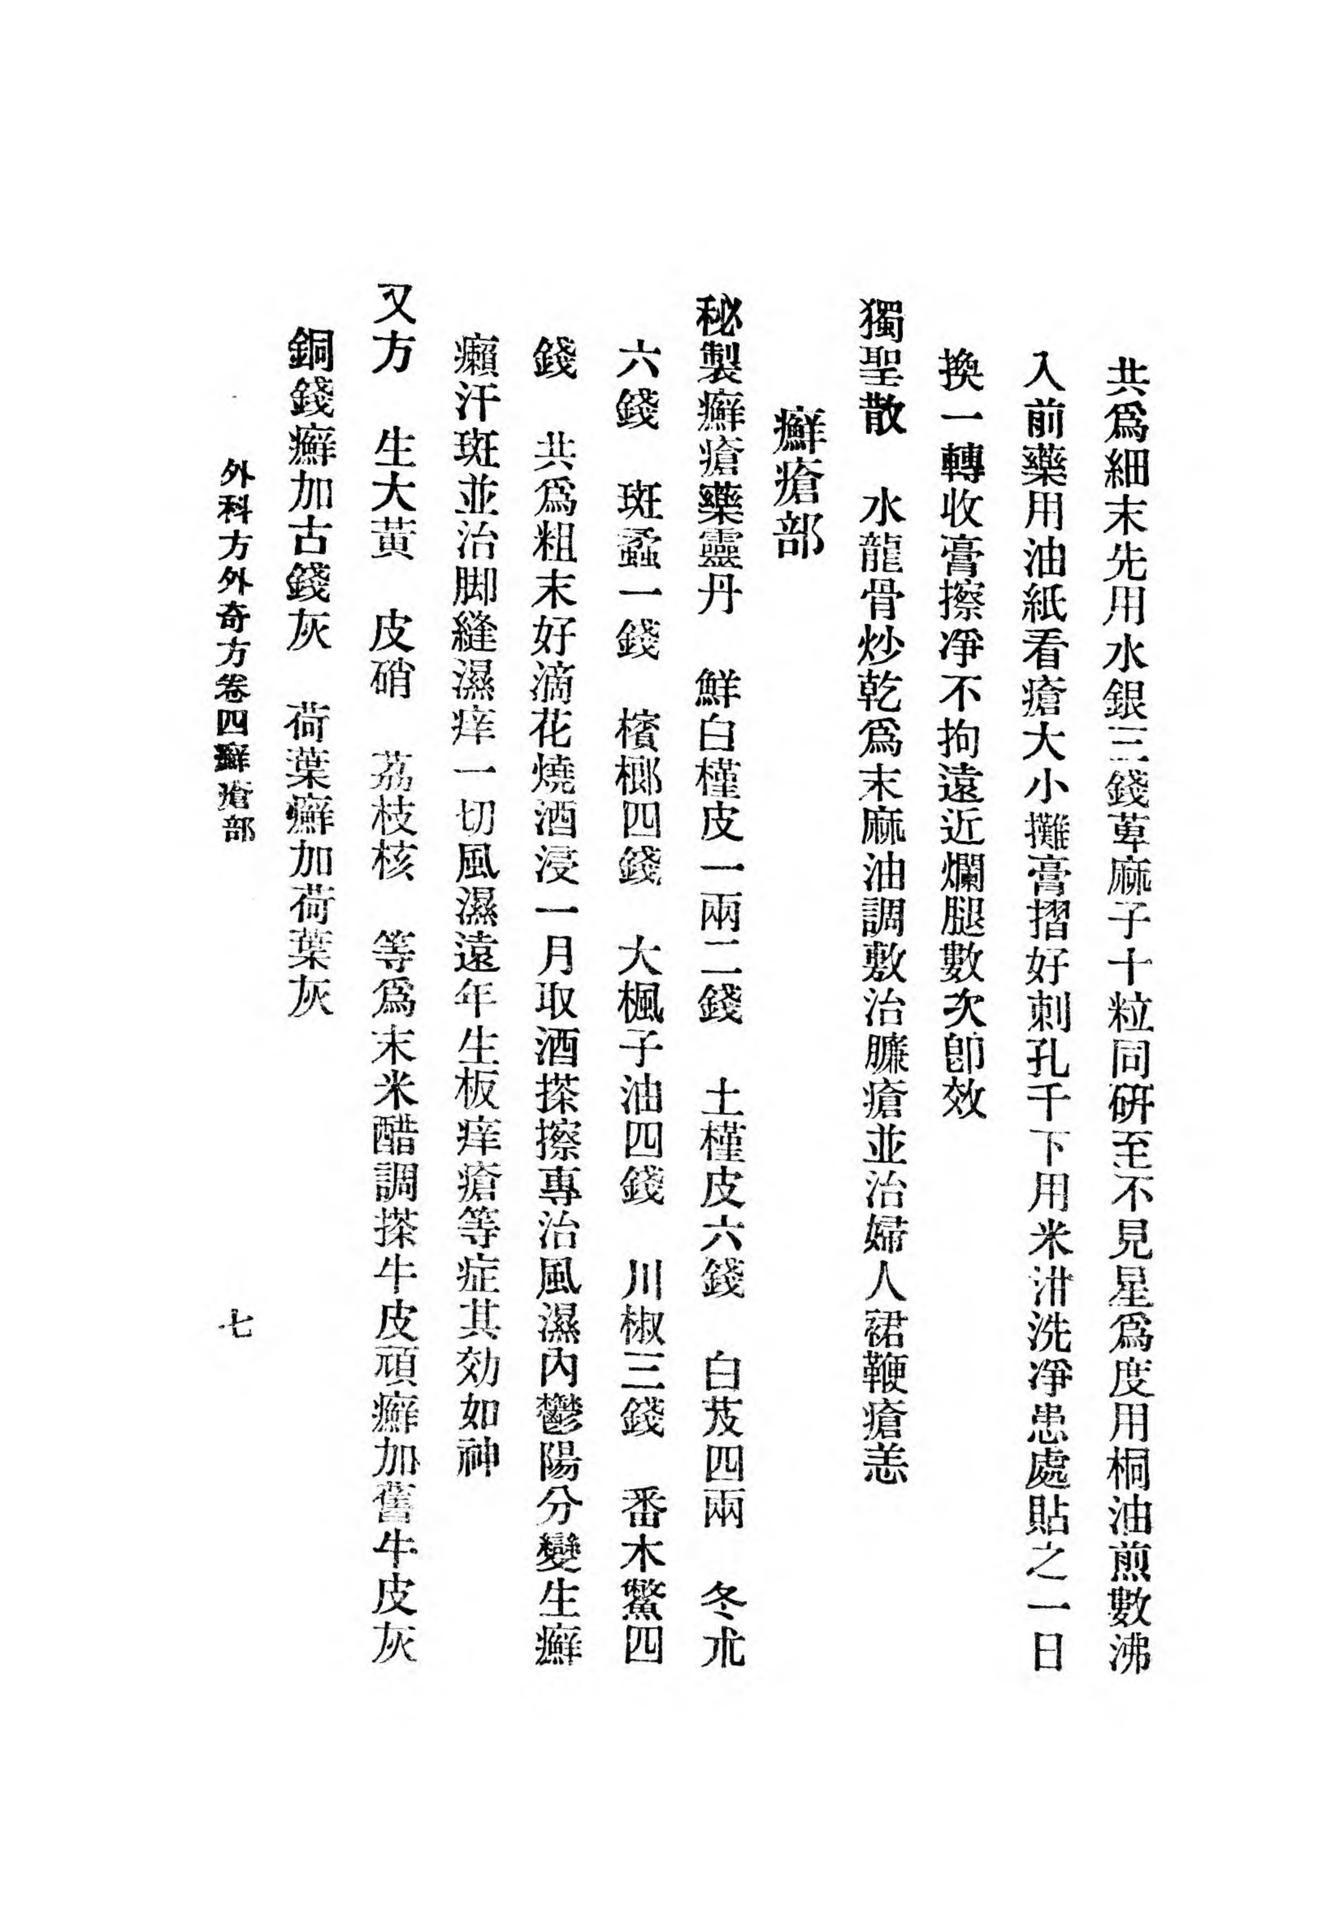 共爲細末先用水銀三錢萆麻子十粒同硏至不見星爲度用桐油煎數沸
入前藥用油紙看瘡大小攤膏摺好刺孔千下用米泔洗凈患處貼之一日
換一轉收膏擦凈不拘遠近爛腿數次卽效
獨聖散　水龍骨炒乾爲末麻油調敷治臁瘡並治婦人裙鞭瘡恙
癬瘡部
秘製癬瘡藥靈丹　鮮白槿皮一兩二錢　土槿皮六錢　白芨四兩　冬朮
六錢　斑蝥一錢　檳榔四錢　大楓子油四錢　川椒三錢　番木鱉四
錢　共爲粗末好滴花燒酒浸一月取酒搽擦專治風濕內鬱陽分變生癬
癩汗斑並治脚縫濕痒一切風濕遠年生板痒瘡等症其効如神
又方　生大黃　皮硝　荔枝核　等爲末米醋調搽牛皮頑癬加舊牛皮灰
銅錢癬加古錢灰　荷葉癬加荷葉灰
外科方外奇方卷四癬瘡部　七